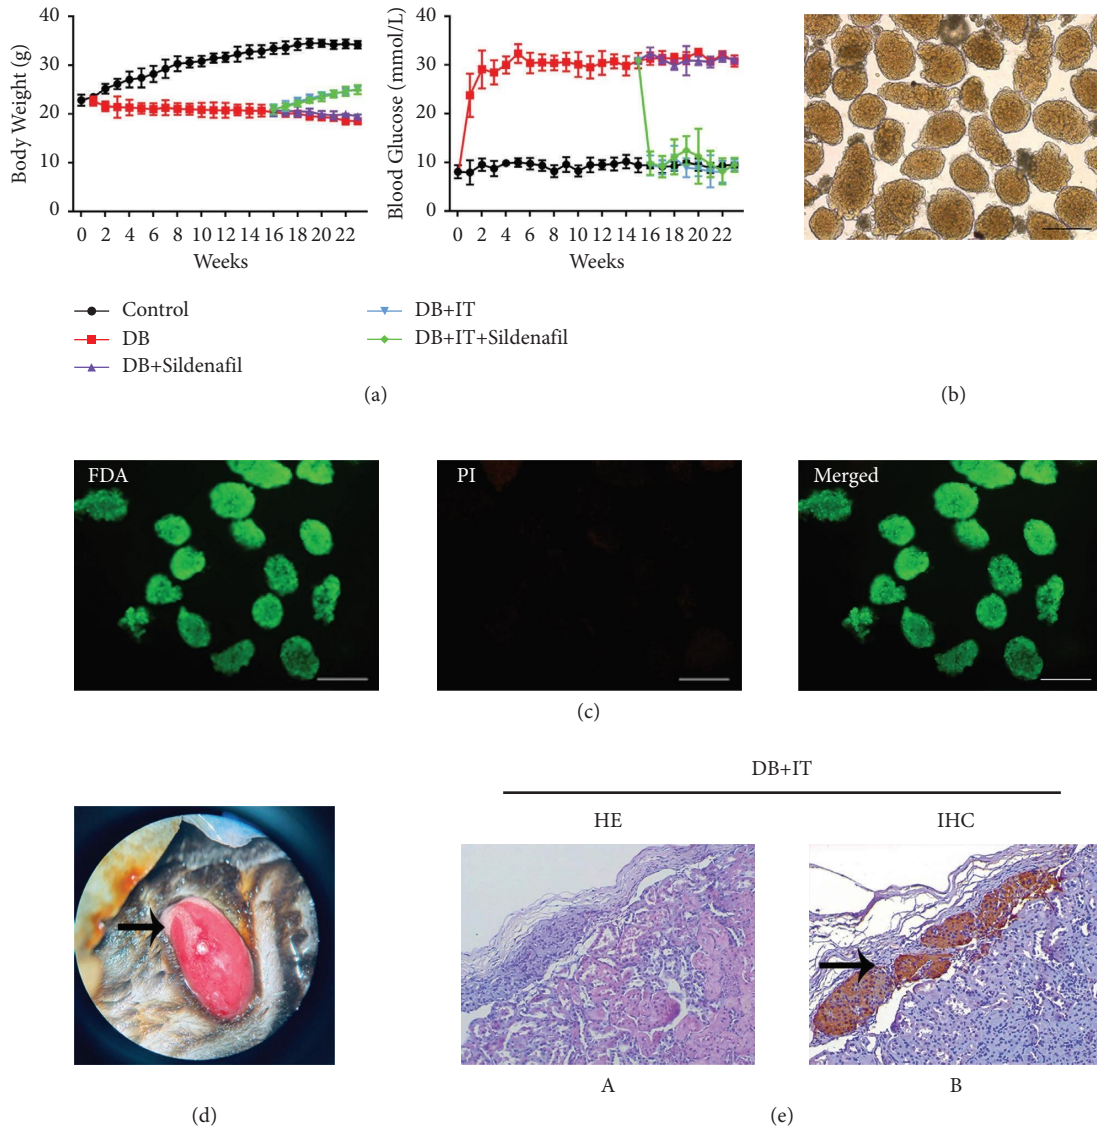 Body Weight (g)
40
30
20
10
0
0 2 4 6 8 10 12 14 16 18 20 22
Weeks
Blood Glucose (mmol/L)
40
30
20
10
0
0 2 4 6 8 10 12 14 16 18 20 22
Weeks
Control
DB
DB+Sildenafil
DB+IT
DB+IT+Sildenafil
(a)
(b)
FDA
PI
Merged
(c)
(d)
DB+IT
HE
IHC
A
B
(e)